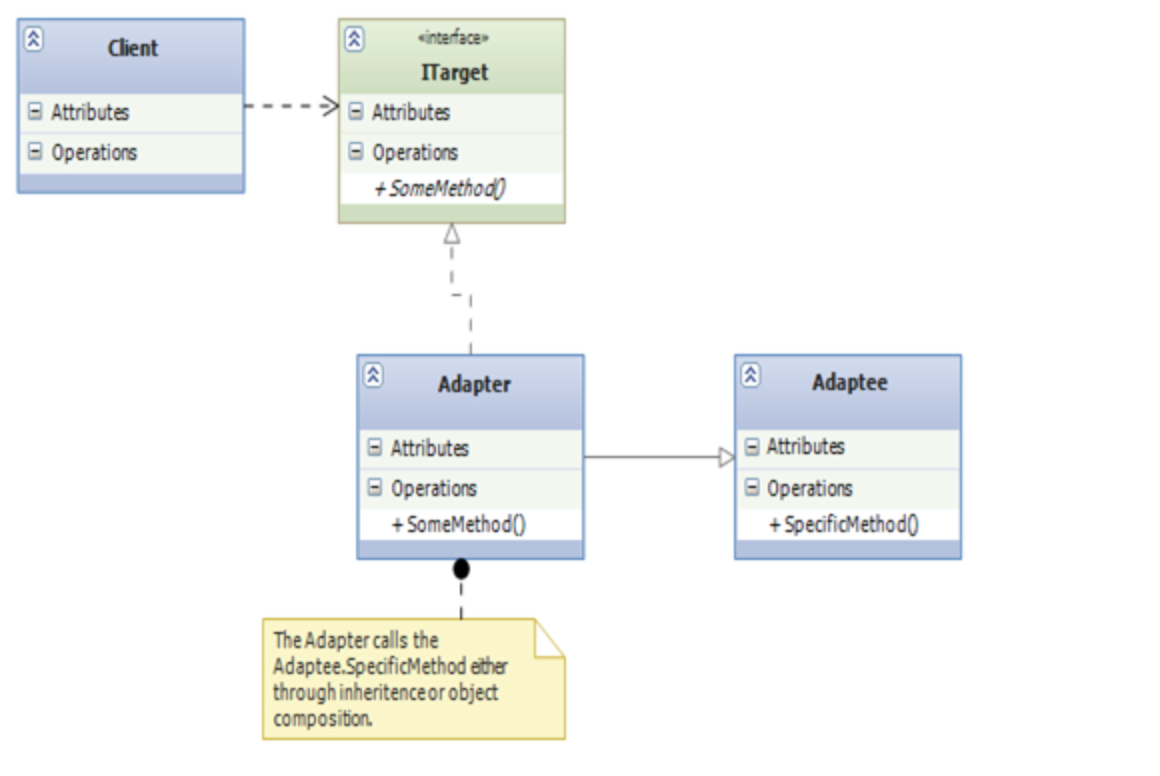 Client
Attributes
Operations
«interface»
ITarget
Attributes
Operations
+ SomeMethod()
Adapter
Attributes
Operations
+ SomeMethod()
Adaptee
Attributes
Operations
+ SpecificMethod()
The Adapter calls the
Adaptee.SpecificMethod either
through inheritence or object
composition.